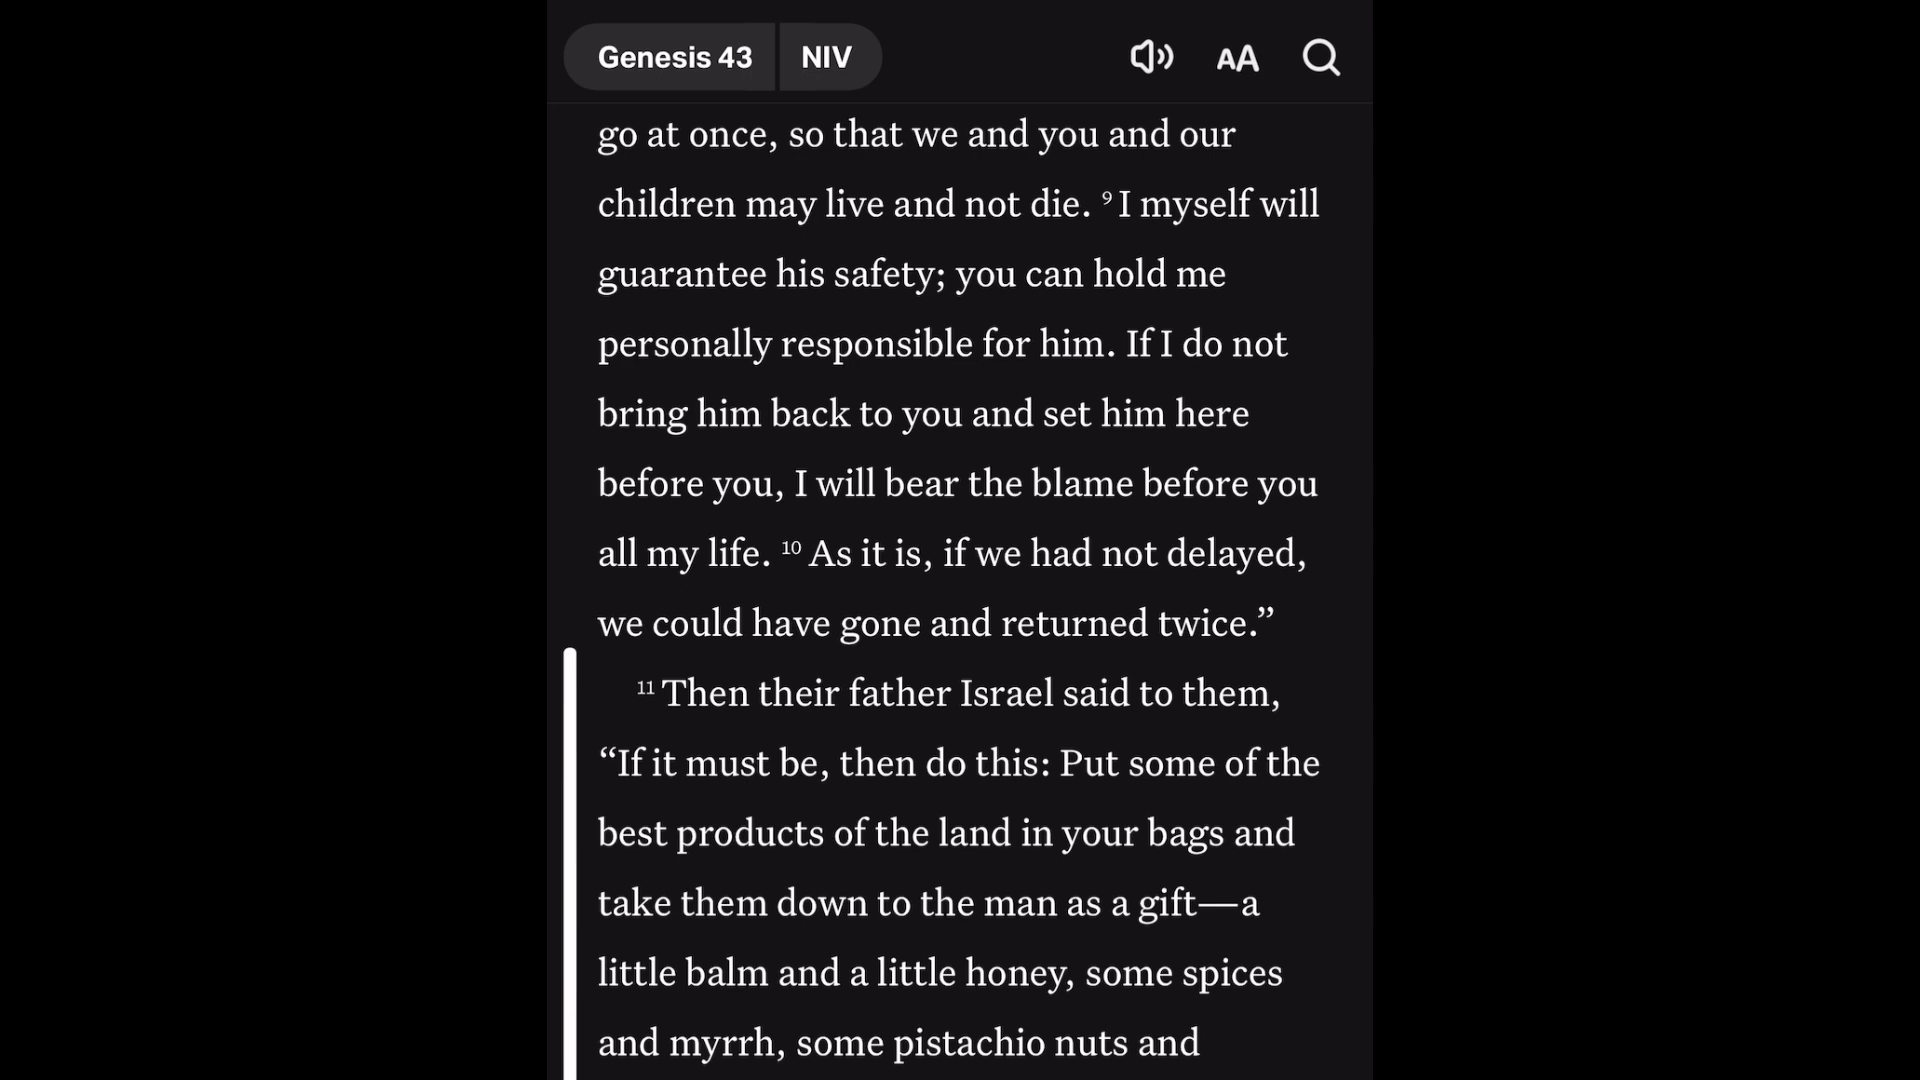 Genesis 43 NIV AA
go at once, so that we and you and our
children may live and not die. 9 I myself will
guarantee his safety; you can hold me
personally responsible for him. If I do not
bring him back to you and set him here
before you, I will bear the blame before you
all my life. 10 As it is, if we had not delayed,
we could have gone and returned twice.”
11 Then their father Israel said to them,
“If it must be, then do this: Put some of the
best products of the land in your bags and
take them down to the man as a gift—a
little balm and a little honey, some spices
and myrrh, some pistachio nuts and